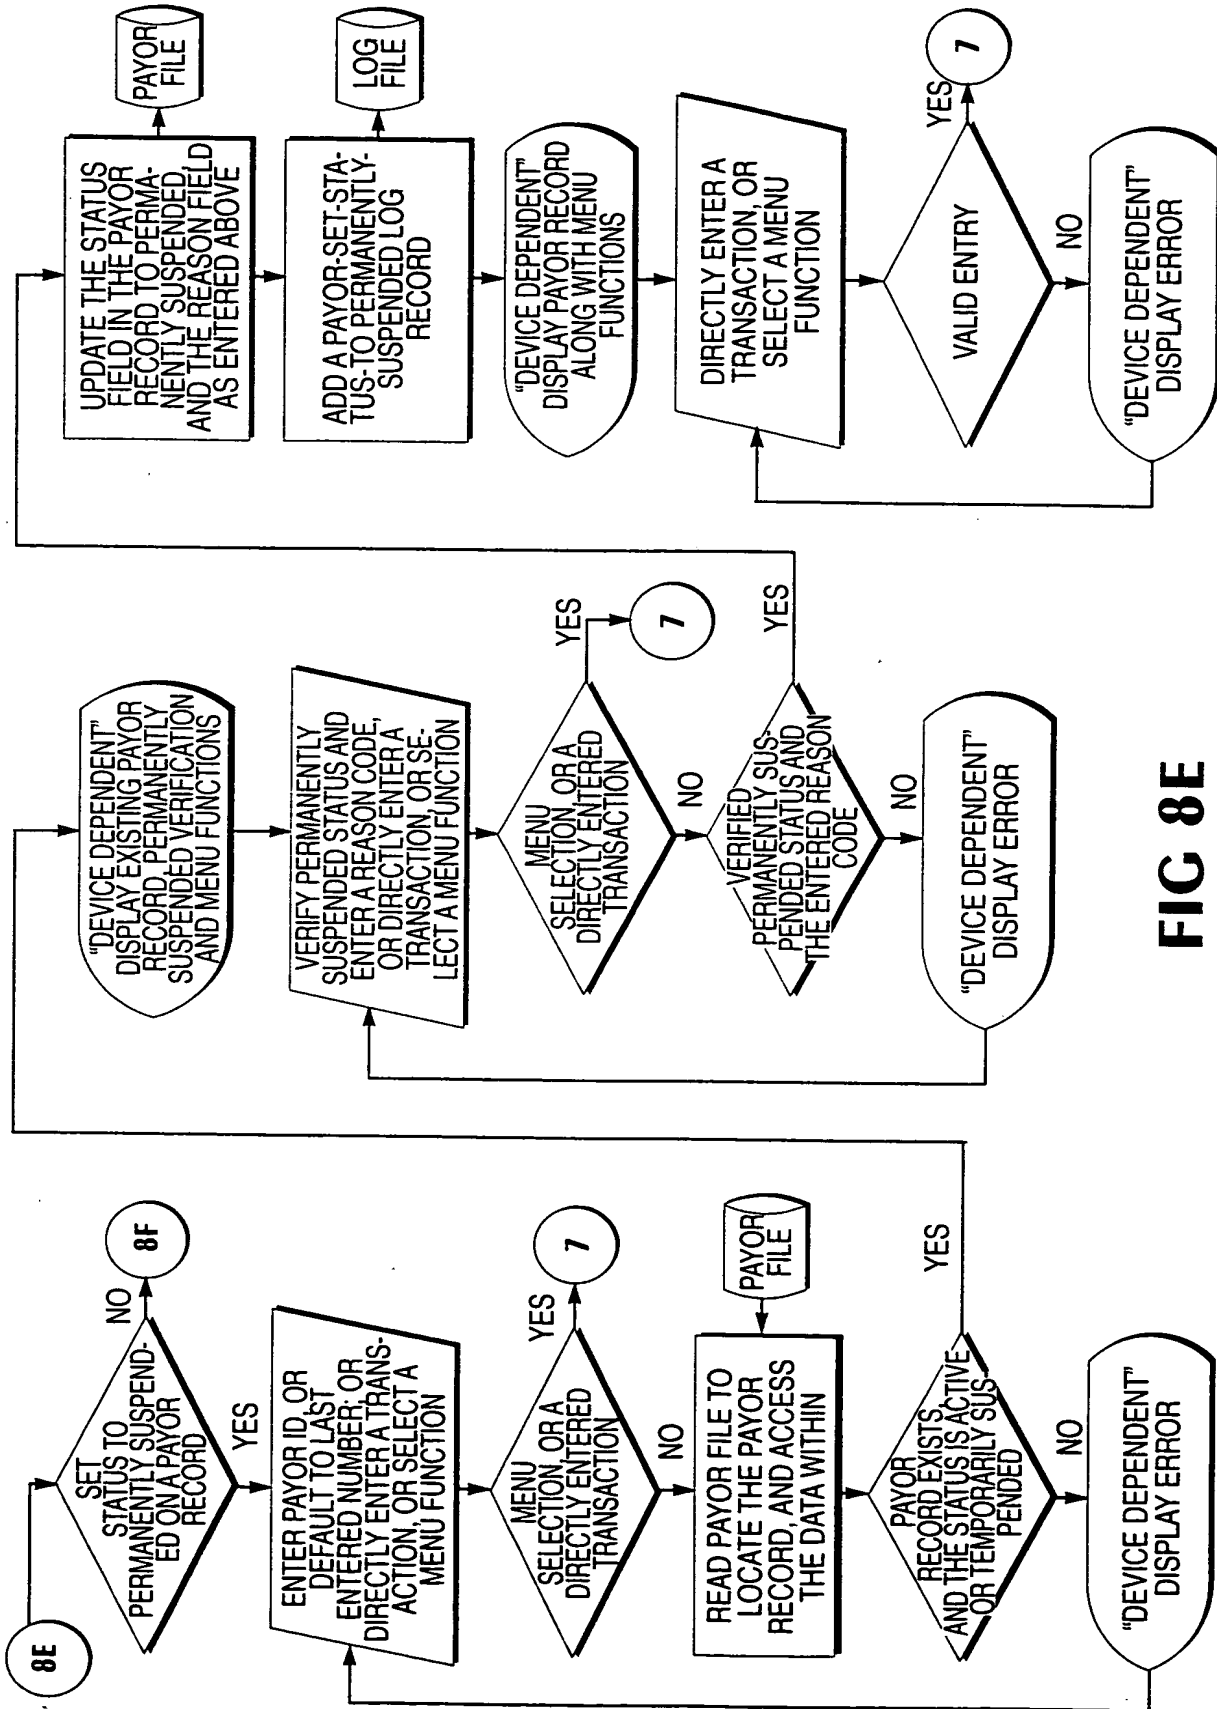 8E
SET
STATUS TO
PERMANENTLY SUSPEND-
ED ON A PAYOR
RECORD
NO
8F
YES
ENTER PAYOR ID, OR
DEFAULT TO LAST
ENTERED NUMBER; OR
DIRECTLY ENTER A TRANS-
ACTION, OR SELECT A
MENU FUNCTION
MENU
SELECTION, OR A
DIRECTLY ENTERED
TRANSACTION
YES
7
NO
READ PAYOR FILE TO
LOCATE THE PAYOR
RECORD, AND ACCESS
THE DATA WITHIN
PAYOR
FILE
PAYOR
RECORD EXISTS,
AND THE STATUS IS ACTIVE
OR TEMPORARILY SUS
PENDED
YES
NO
"DEVICE DEPENDENT"
DISPLAY ERROR
"DEVICE DEPENDENT"
DISPLAY EXISTING PAYOR
RECORD, PERMANENTLY
SUSPENDED VERIFICATION
AND MENU FUNCTIONS
VERIFY PERMANENTLY
SUSPENDED STATUS AND
ENTER A REASON CODE,
OR DIRECTLY ENTER A
TRANSACTION, OR SE-
LECT A MENU FUNCTION
MENU
SELECTION, OR A
DIRECTLY ENTERED
TRANSACTION
YES
7
NO
VERIFIED
PERMANENTLY SUS-
PENDED STATUS AND
THE ENTERED REASON
CODE
YES
NO
"DEVICE DEPENDENT"
DISPLAY ERROR
UPDATE THE STATUS
FIELD IN THE PAYOR
RECORD TO PERMA-
NENTLY SUSPENDED,
AND THE REASON FIELD
AS ENTERED ABOVE
PAYOR
FILE
ADD A PAYOR-SET-STA-
TUS-TO PERMANENTLY-
SUSPENDED LOG
RECORD
LOG
FILE
"DEVICE DEPENDENT"
DISPLAY PAYOR RECORD
ALONG WITH MENU
FUNCTIONS
DIRECTLY ENTER A
TRANSACTION, OR
SELECT A MENU
FUNCTION
VALID ENTRY
YES
7
NO
"DEVICE DEPENDENT"
DISPLAY ERROR
FIG 8E